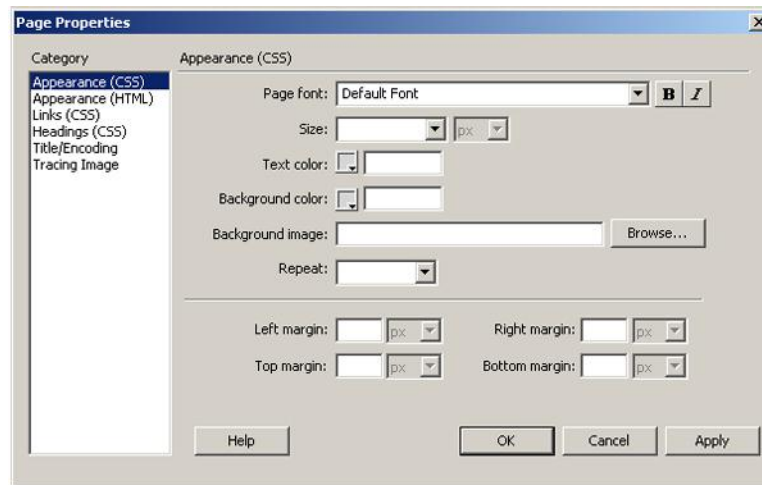 Page Properties
Category
Appearance (CSS)
Appearance (HTML)
Links (CSS)
Headings (CSS)
Title/Encoding
Tracing Image
Appearance (CSS)
Page font: Default Font B I
Size: px
Text color:
Background color:
Background image: Browse...
Repeat:
Left margin: px Right margin: px
Top margin: px Bottom margin: px
Help OK Cancel Apply